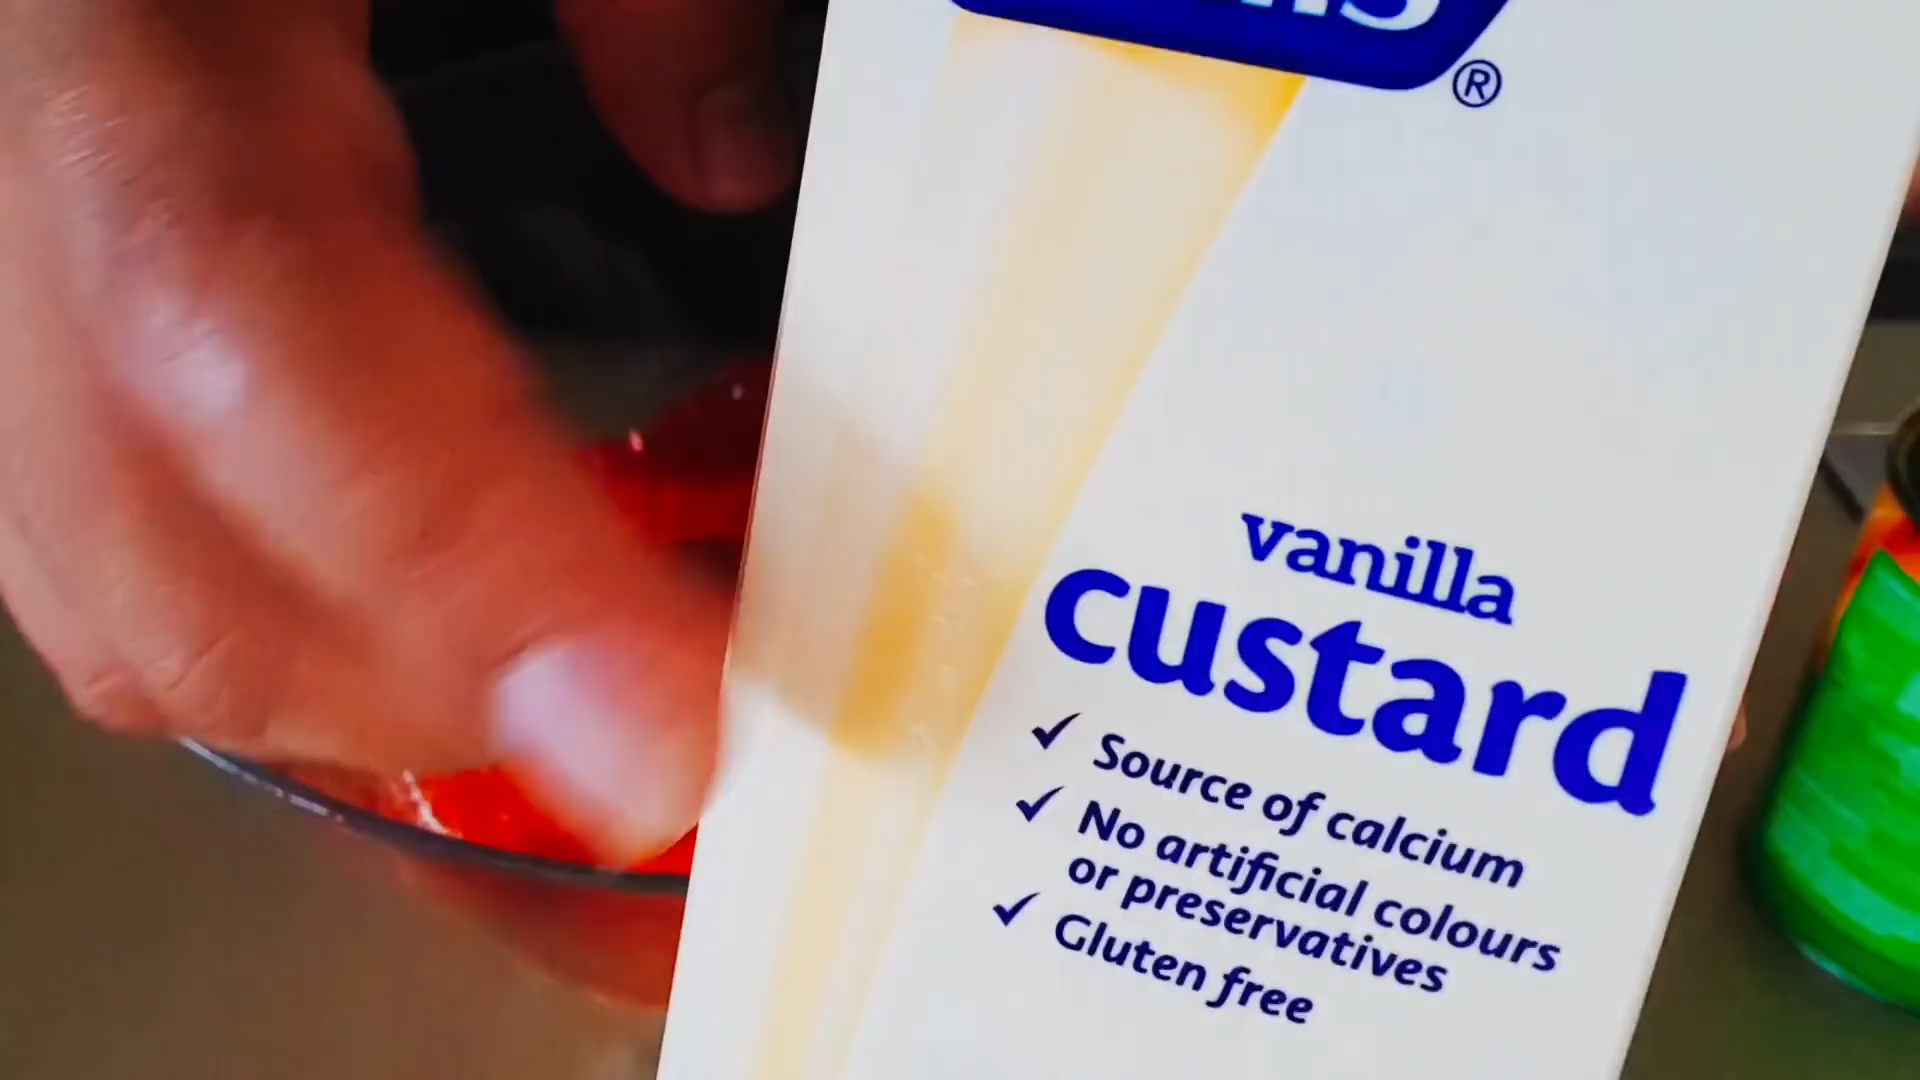 ®
vanilla
custard
✓ Source of calcium
✓ No artificial colours
or preservatives
✓ Gluten free